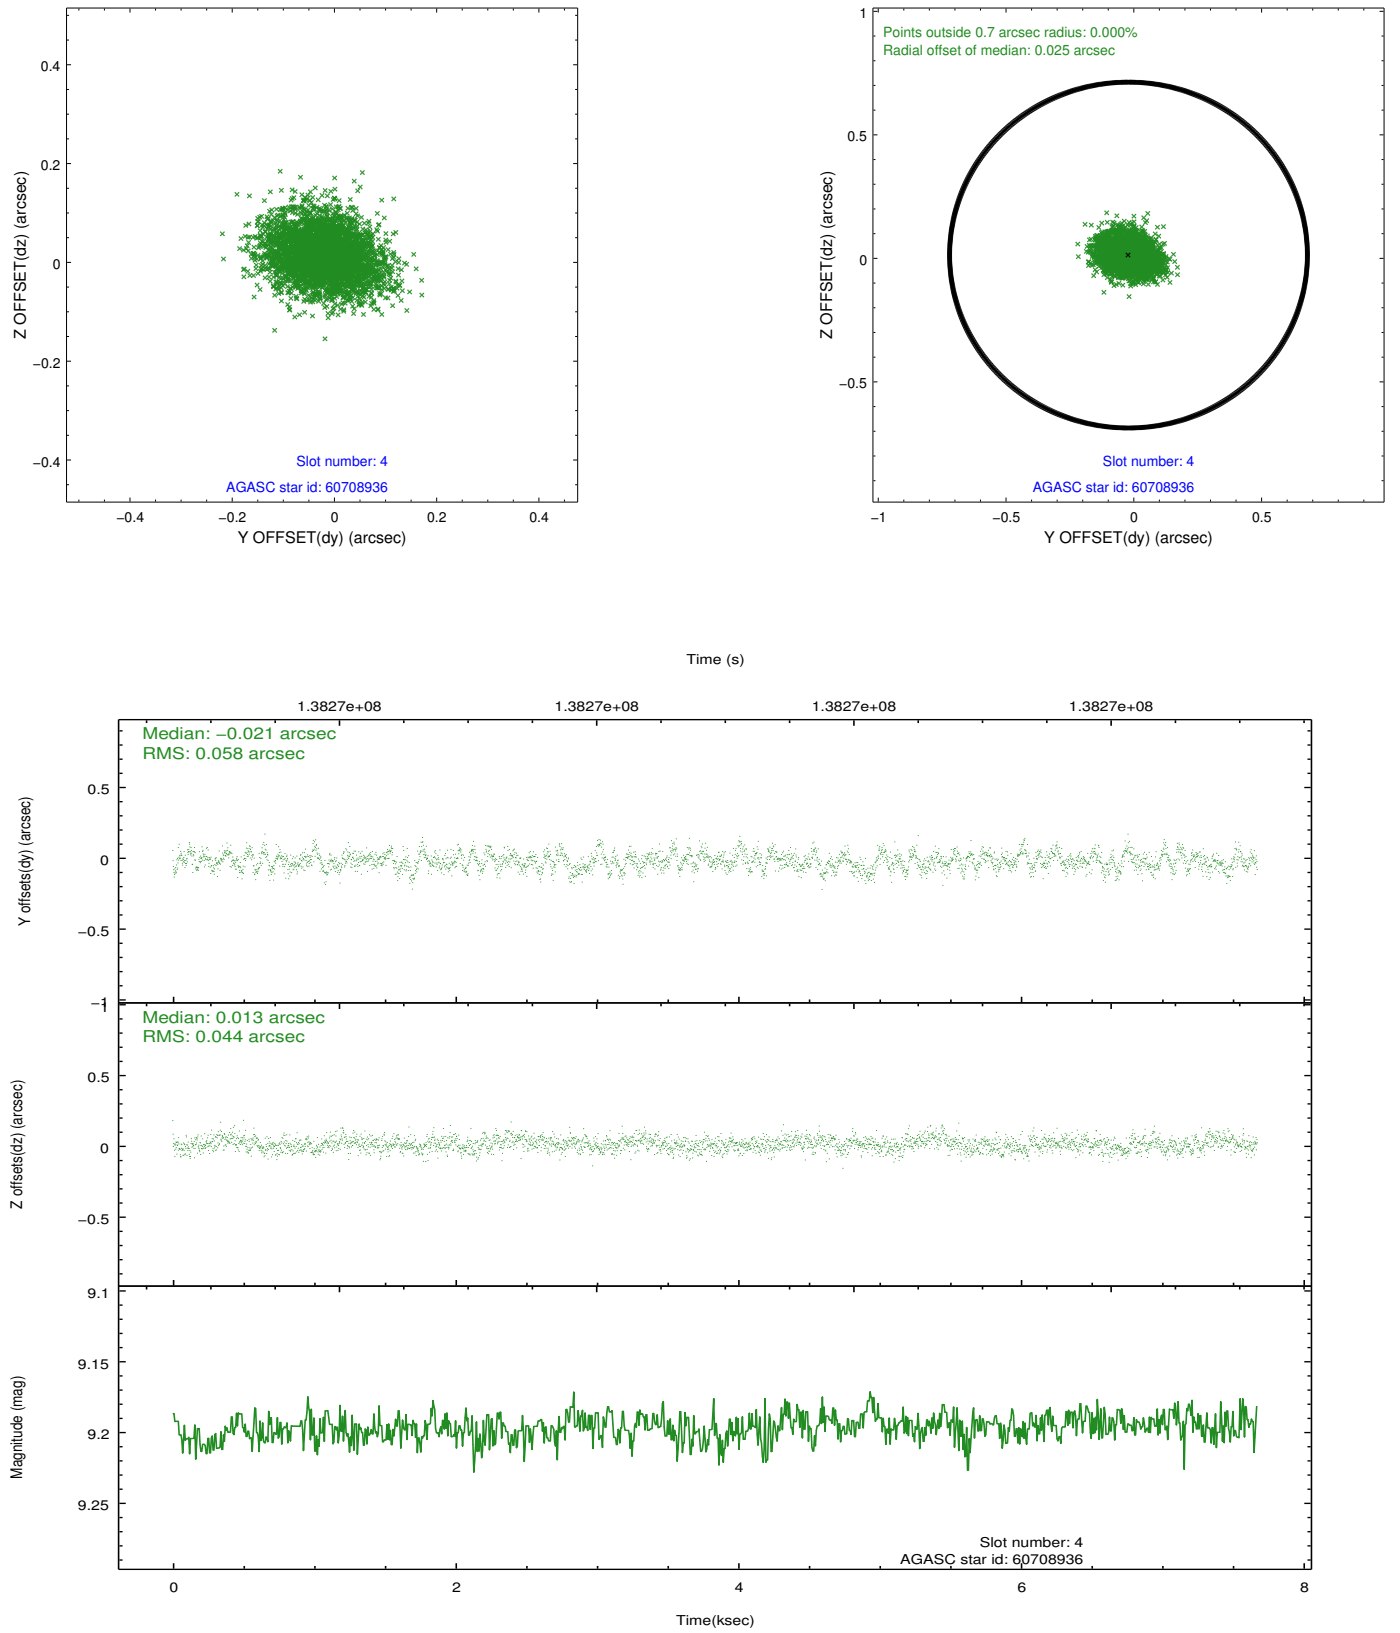 0.4
0.2
0
−0.2
−0.4
Z OFFSET(dz) (arcsec)
Slot number: 4
AGASC star id: 60708936
−0.4
−0.2
0
0.2
0.4
Y OFFSET(dy) (arcsec)
Points outside 0.7 arcsec radius: 0.000%
Radial offset of median: 0.025 arcsec
1
0.5
0
−0.5
Z OFFSET(dz) (arcsec)
Slot number: 4
AGASC star id: 60708936
−1
−0.5
0
0.5
Y OFFSET(dy) (arcsec)
Time (s)
1.3827e+08
1.3827e+08
1.3827e+08
1.3827e+08
Median: −0.021 arcsec
RMS: 0.058 arcsec
0.5
0
−0.5
−1
Y offsets(dy) (arcsec)
Median: 0.013 arcsec
RMS: 0.044 arcsec
1
0.5
0
−0.5
Z offsets(dz) (arcsec)
9.1
9.15
9.2
9.25
Magnitude (mag)
Slot number: 4
AGASC star id: 60708936
0
2
4
6
8
Time(ksec)